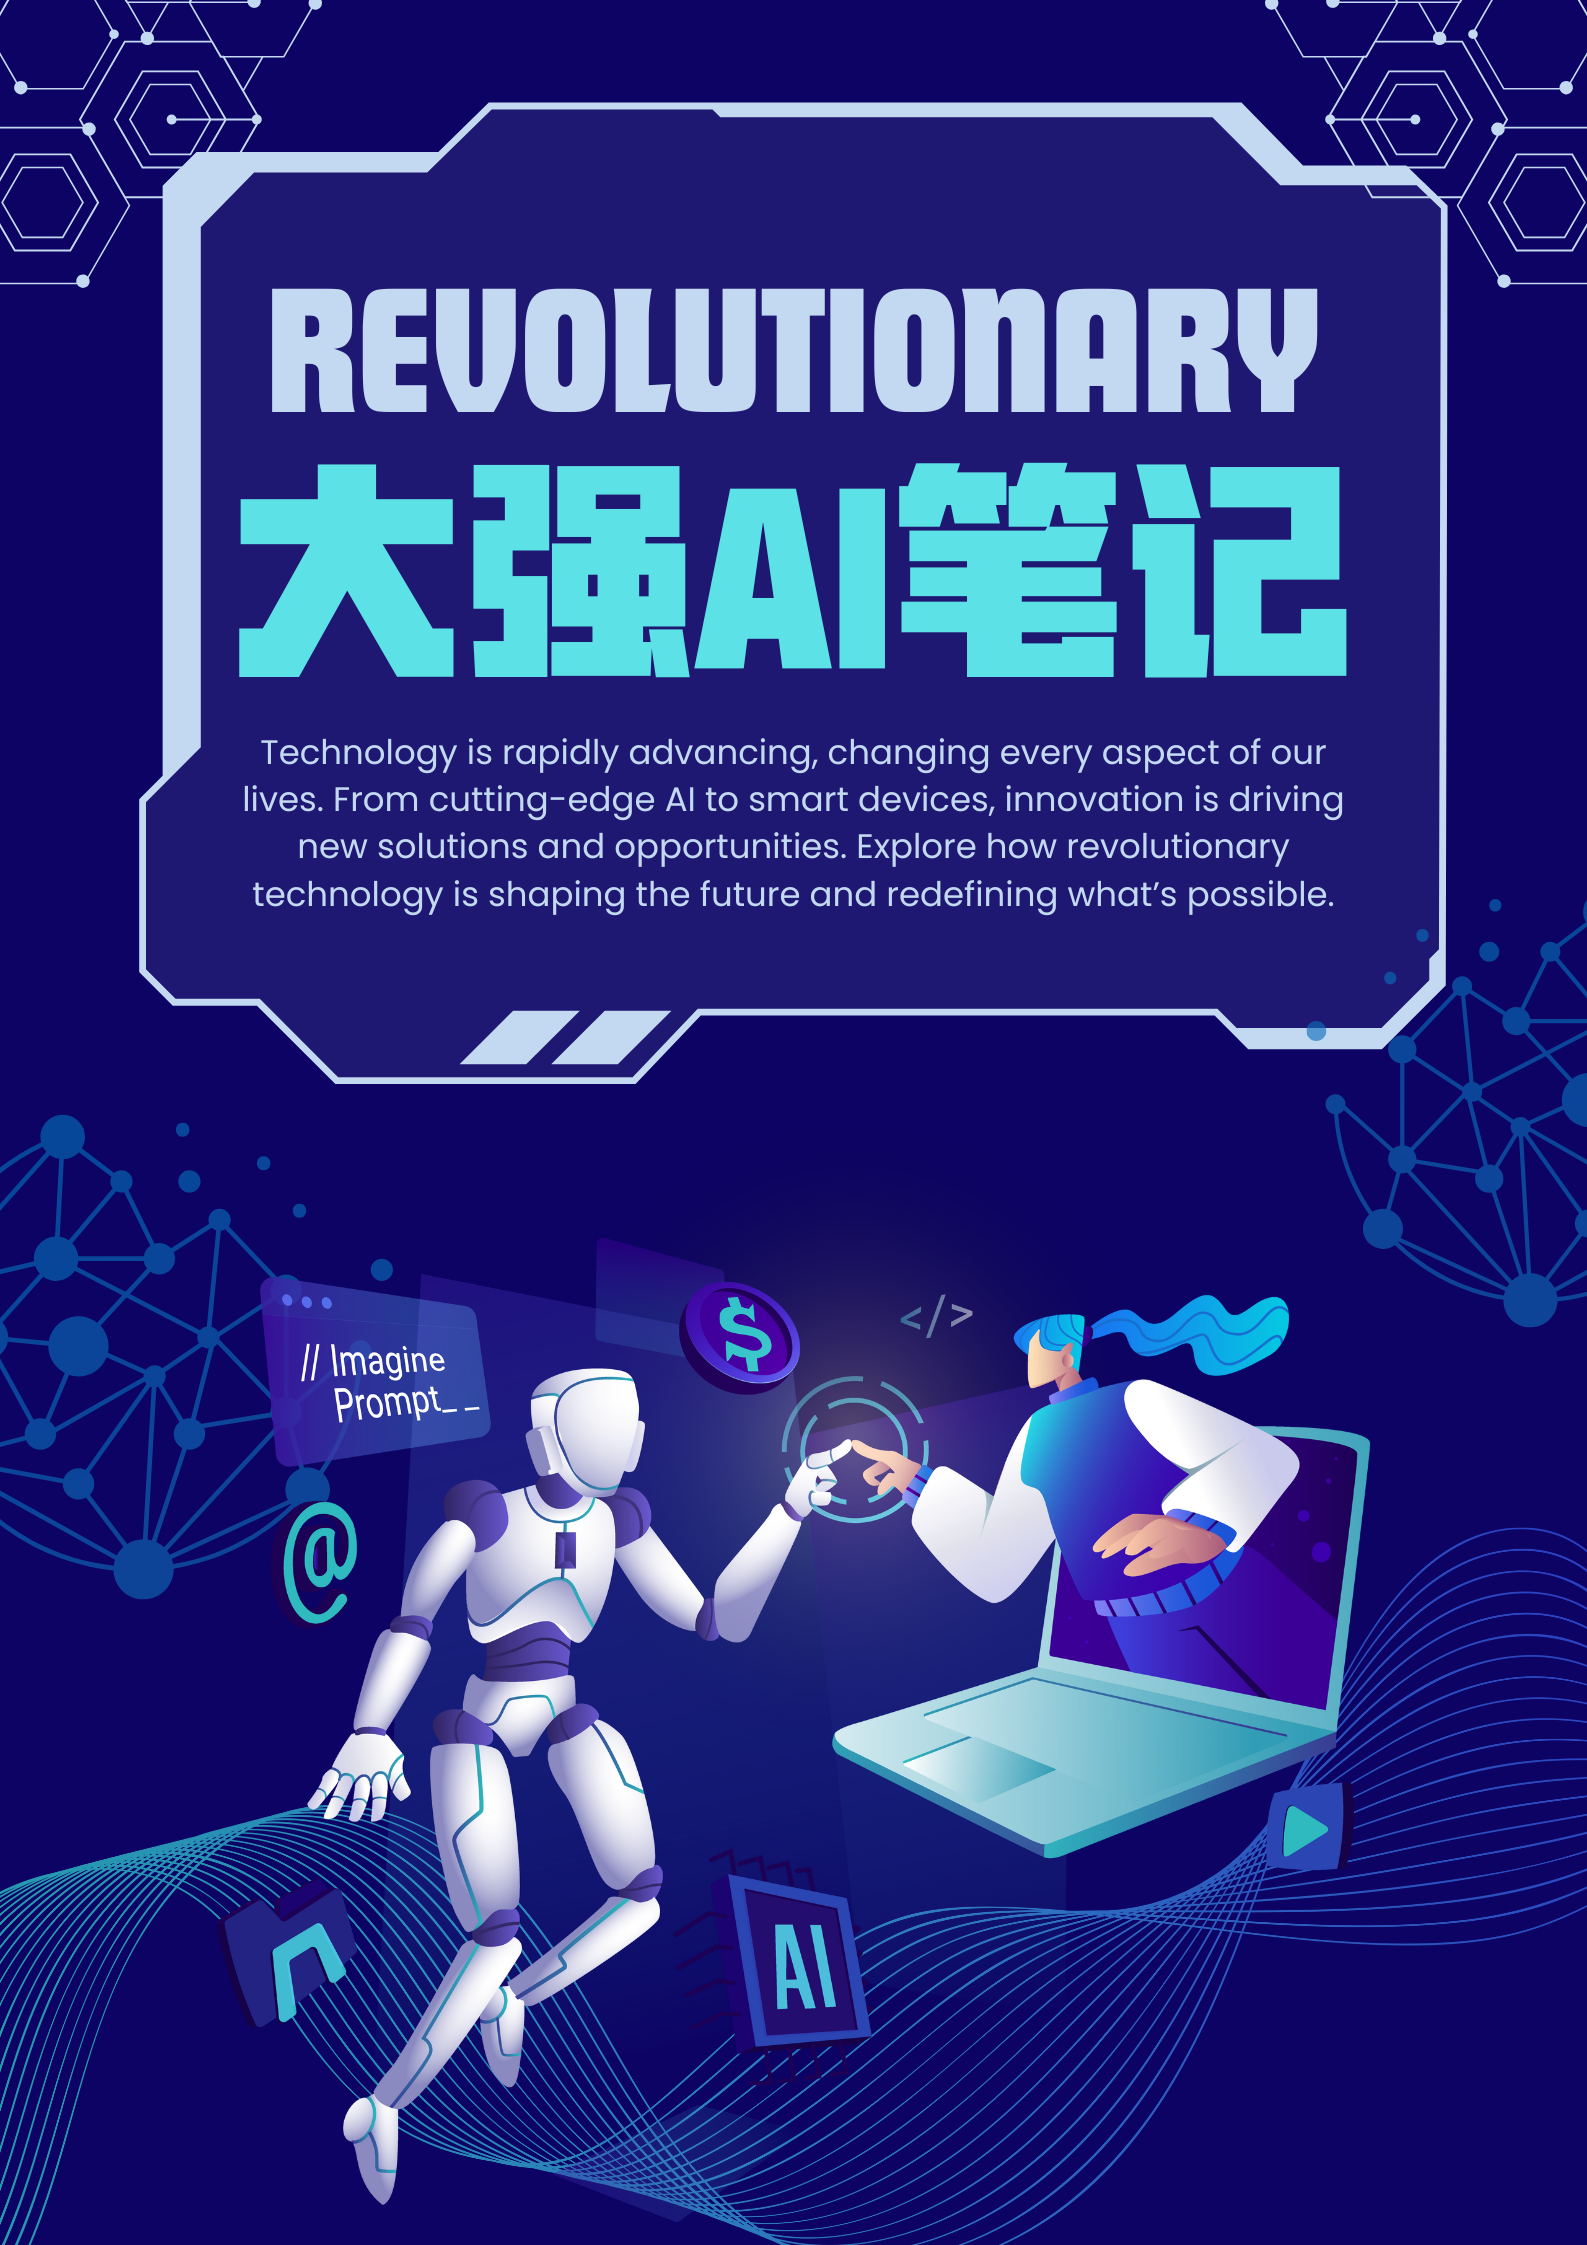 REVOLUTIONARY
大强AI笔记
Technology is rapidly advancing, changing every aspect of our
lives. From cutting-edge AI to smart devices, innovation is driving
new solutions and opportunities. Explore how revolutionary
technology is shaping the future and redefining what’s possible.
$
</>
// Imagine
Prompt_ _
@
AI